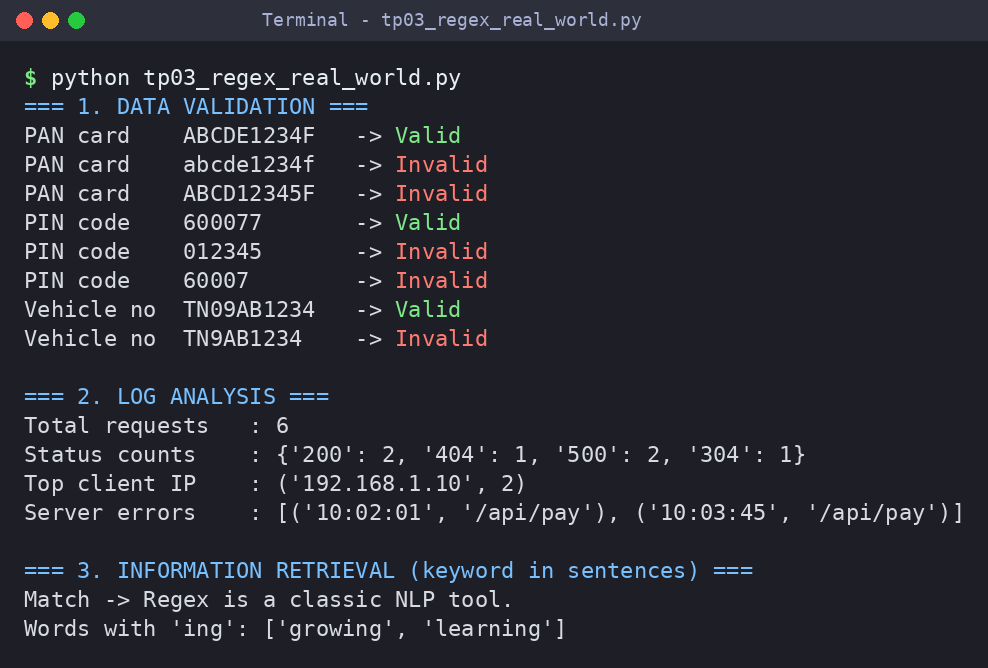 Terminal - tp03_regex_real_world.py
$ python tp03_regex_real_world.py
=== 1. DATA VALIDATION ===
PAN card    ABCDE1234F   -> Valid
PAN card    abcde1234f   -> Invalid
PAN card    ABCD12345F   -> Invalid
PIN code    600077       -> Valid
PIN code    012345       -> Invalid
PIN code    60007        -> Invalid
Vehicle no  TN09AB1234   -> Valid
Vehicle no  TN9AB1234    -> Invalid

=== 2. LOG ANALYSIS ===
Total requests   : 6
Status counts    : {'200': 2, '404': 1, '500': 2, '304': 1}
Top client IP    : ('192.168.1.10', 2)
Server errors    : [('10:02:01', '/api/pay'), ('10:03:45', '/api/pay')]

=== 3. INFORMATION RETRIEVAL (keyword in sentences) ===
Match -> Regex is a classic NLP tool.
Words with 'ing': ['growing', 'learning']